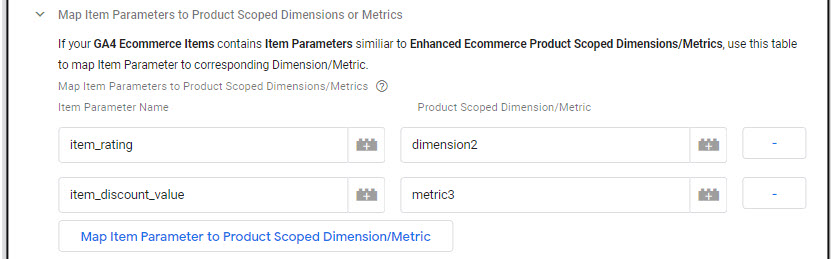 Map Item Parameters to Product Scoped Dimensions or Metrics
If your GA4 Ecommerce Items contains Item Parameters similiar to Enhanced Ecommerce Product Scoped Dimensions/Metrics, use this table
to map Item Parameter to corresponding Dimension/Metric.
Map Item Parameters to Product Scoped Dimensions/Metrics ?
Item Parameter Name Product Scoped Dimension/Metric
item_rating dimension2 -
item_discount_value metric3 -
Map Item Parameter to Product Scoped Dimension/Metric